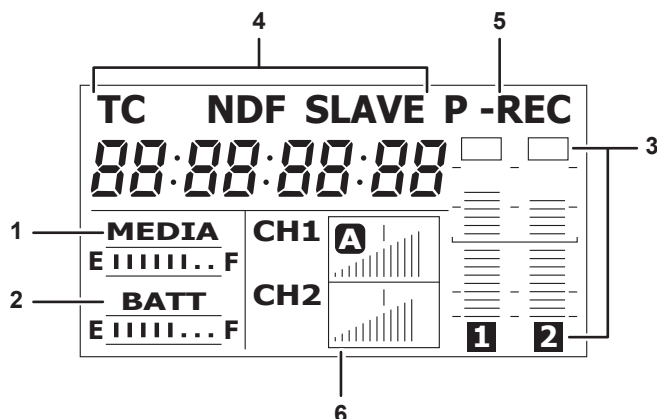 4 5
TC NDF SLAVE P -REC
88:88:88:88
3
1 MEDIA CH1 A
E F
2 BATT CH2
E F
1 2
6